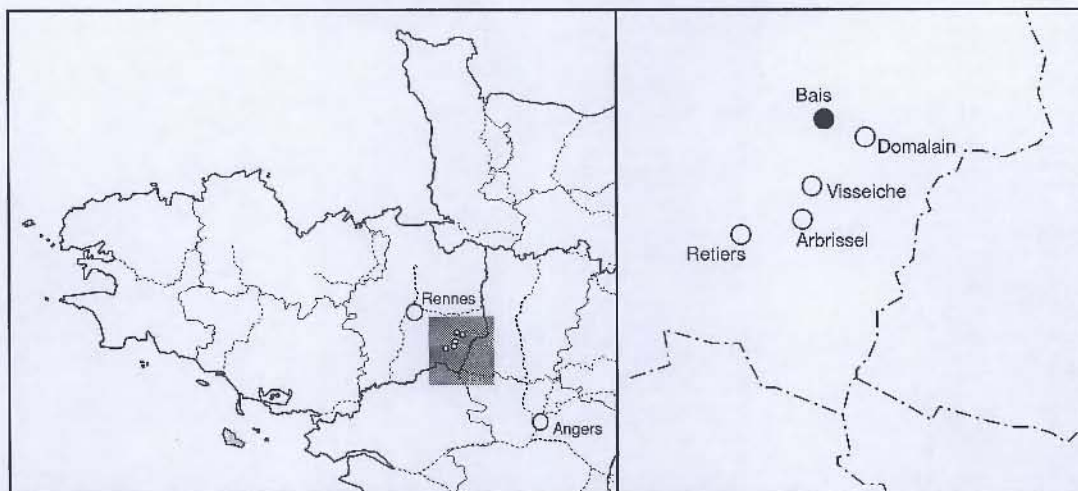 Rennes
Angers
Bais
Domalain
Visseiche
Arbrissel
Retiers